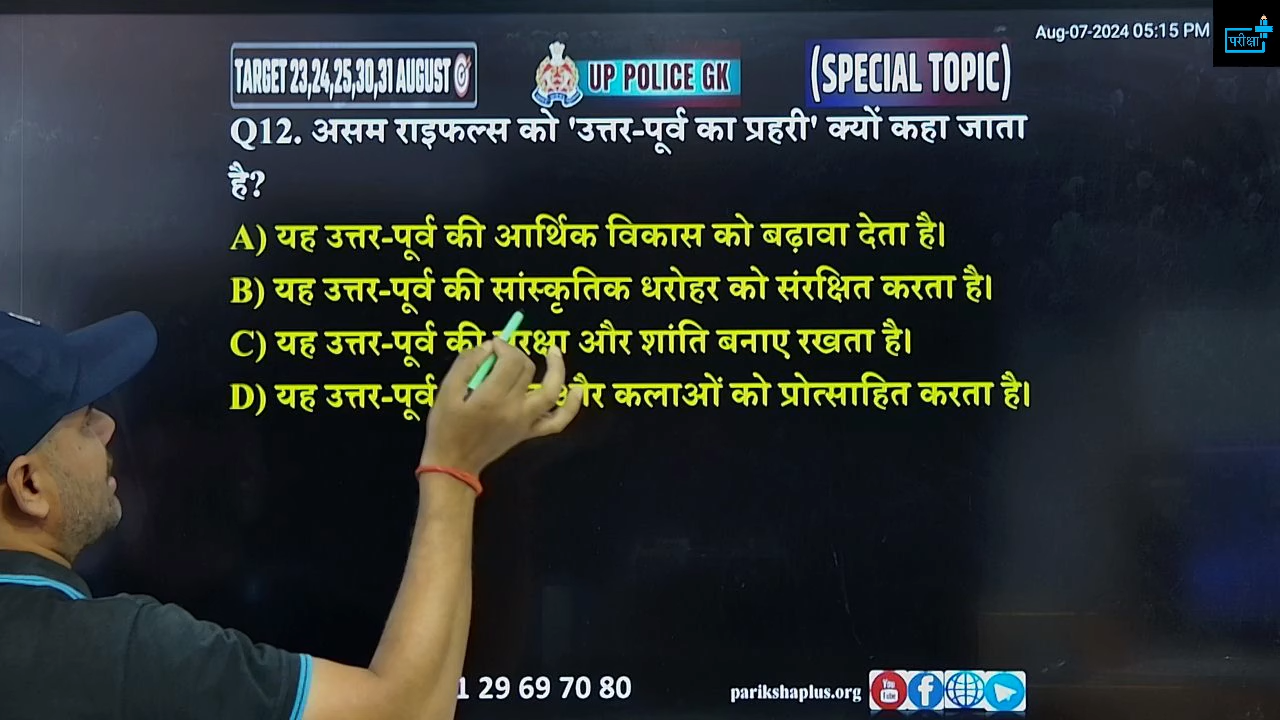 Aug-07-2024 05:15 PM
परीक्षा
TARGET 23,24,25,30,31 AUGUST
UP POLICE GK
(SPECIAL TOPIC)
Q12. असम राइफल्स को 'उत्तर-पूर्व का प्रहरी' क्यों कहा जाता
है?
A) यह उत्तर-पूर्व की आर्थिक विकास को बढ़ावा देता है।
B) यह उत्तर-पूर्व की सांस्कृतिक धरोहर को संरक्षित करता है।
C) यह उत्तर-पूर्व की सुरक्षा और शांति बनाए रखता है।
D) यह उत्तर-पूर्व और कलाओं को प्रोत्साहित करता है।
1 29 69 70 80
parikshaplus.org
You Tube